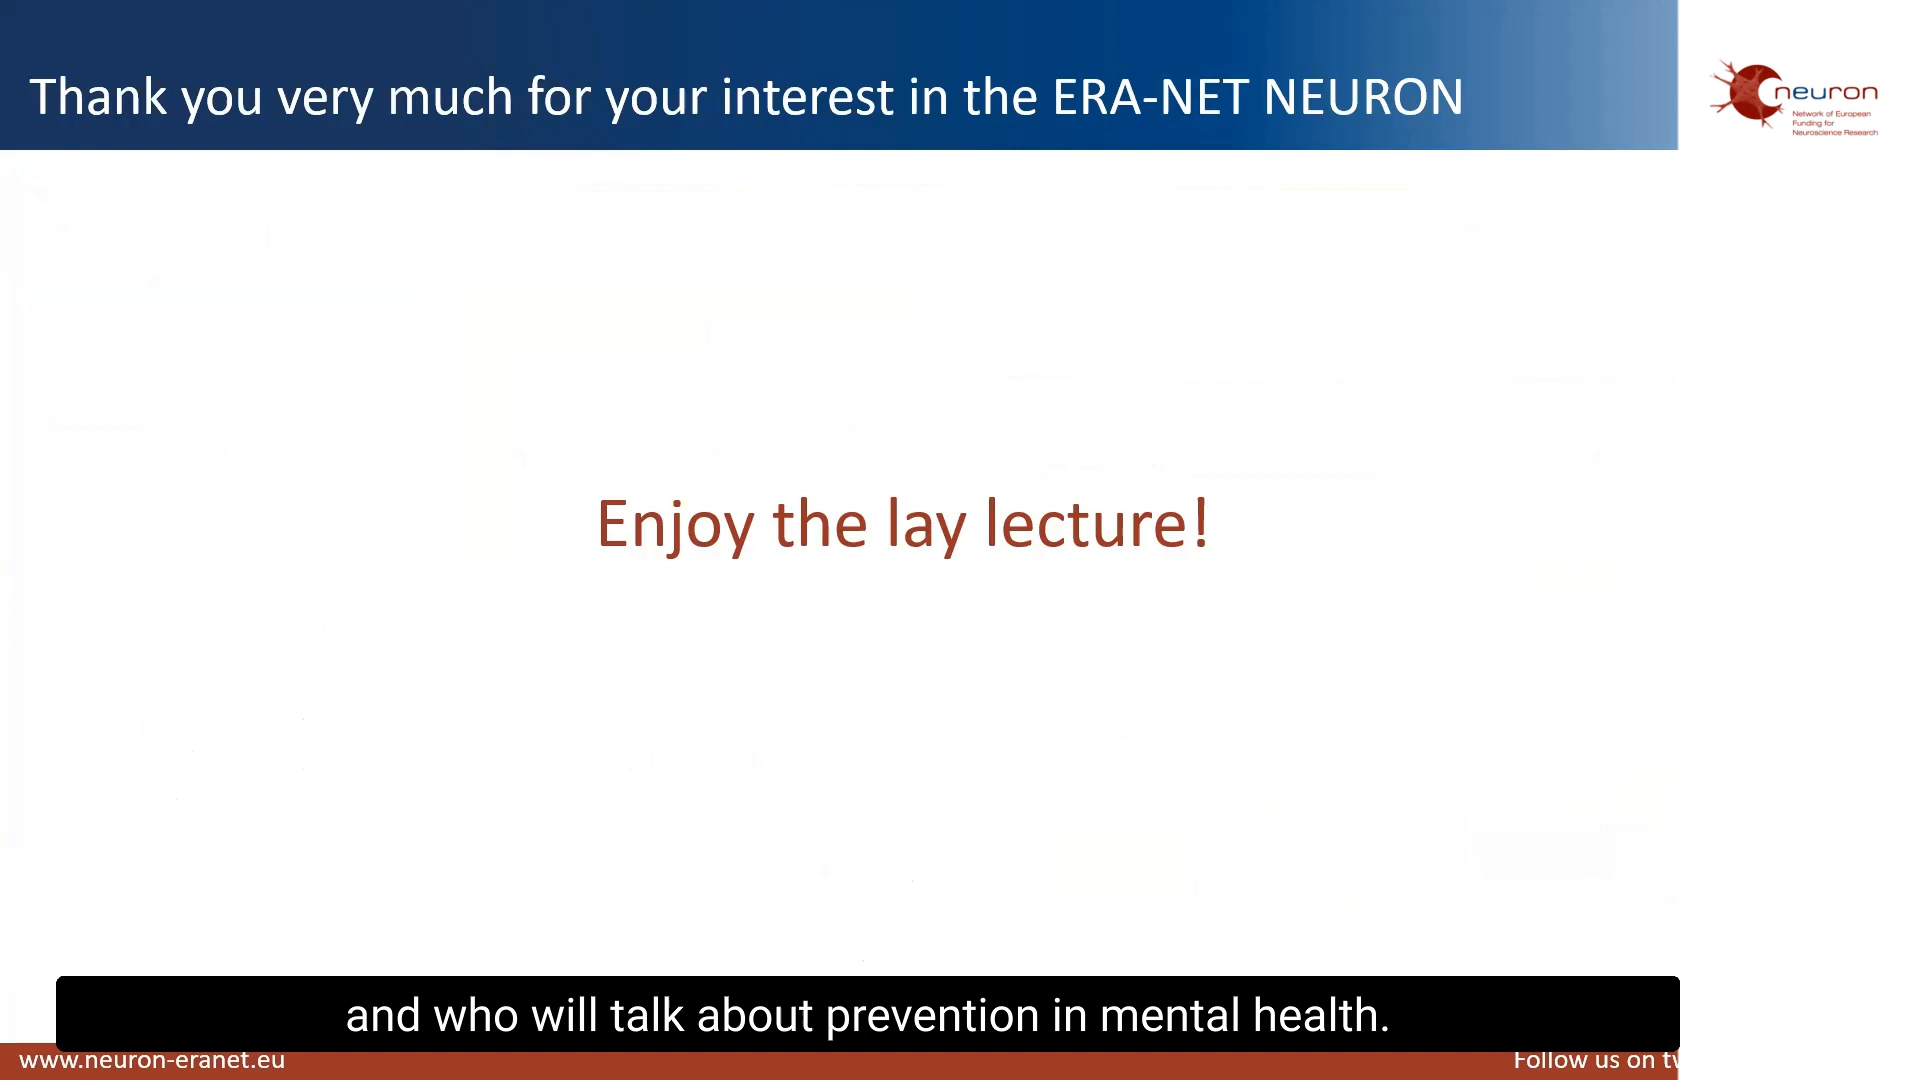 Thank you very much for your interest in the ERA-NET NEURON
neuron
Network of European
Funding for
Neuroscience Research
Enjoy the lay lecture!
and who will talk about prevention in mental health.
www.neuron-eranet.eu
Follow us on tw